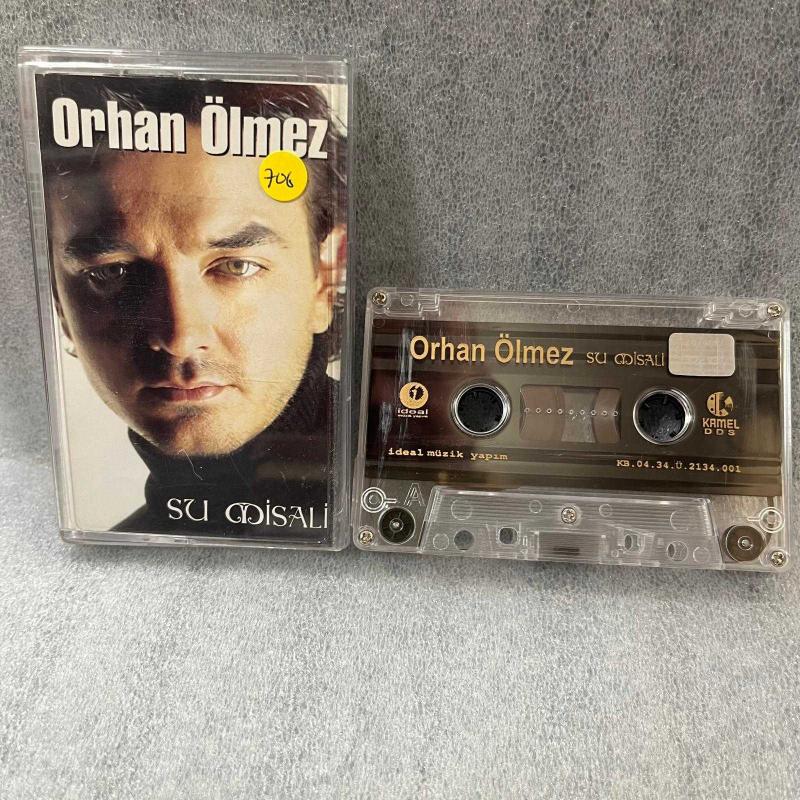 Orhan Ölmez
706
SU MİSALİ
Orhan Ölmez SU MİSALİ
ideal
KAMEL
DDS
ideal müzik yapım
KB.04.34.Ü.2134.001
A